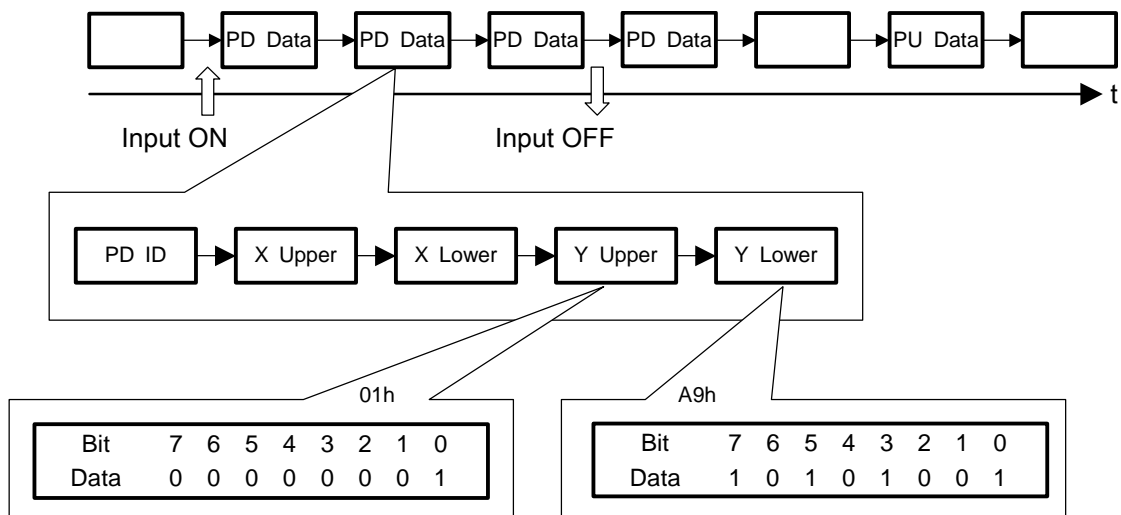 PD Data PD Data PD Data PD Data PU Data
t
Input ON Input OFF
PD ID X Upper X Lower Y Upper Y Lower
01h A9h
Bit 7 6 5 4 3 2 1 0
Data 0 0 0 0 0 0 0 1
Bit 7 6 5 4 3 2 1 0
Data 1 0 1 0 1 0 0 1